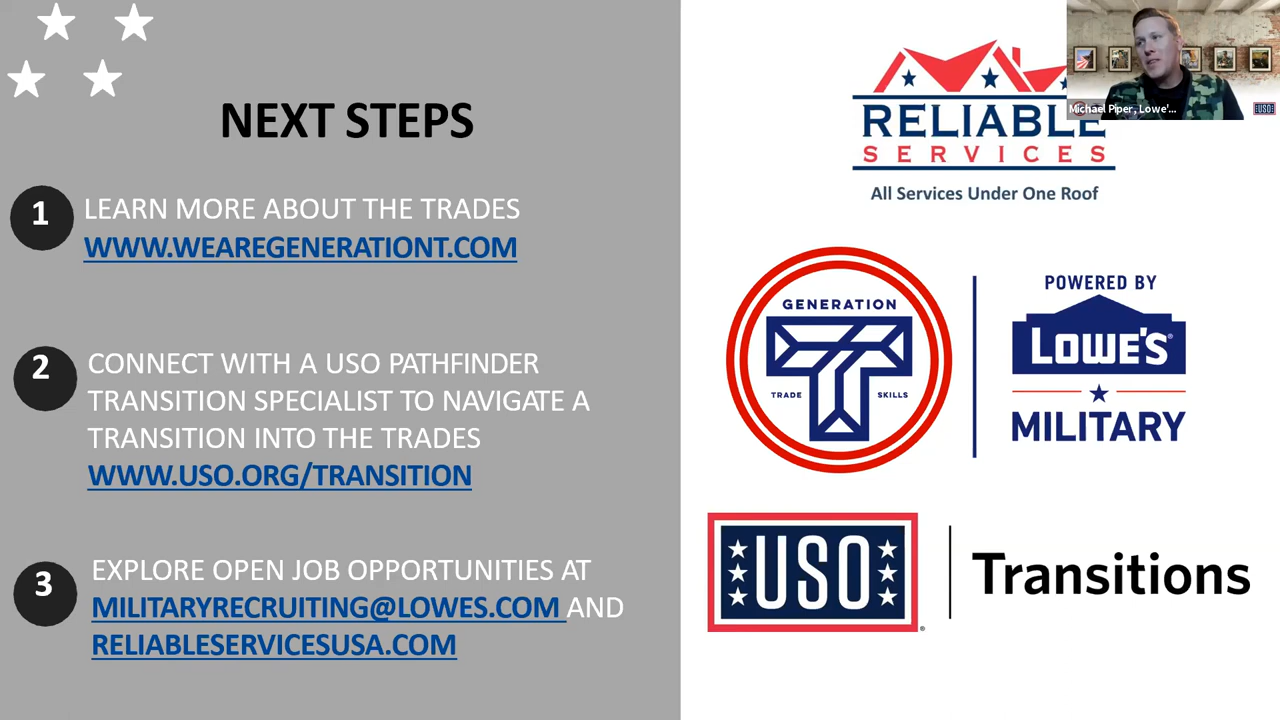 NEXT STEPS
1
LEARN MORE ABOUT THE TRADES
WWW.WEAREGENERATIONT.COM
2
CONNECT WITH A USO PATHFINDER
TRANSITION SPECIALIST TO NAVIGATE A
TRANSITION INTO THE TRADES
WWW.USO.ORG/TRANSITION
3
EXPLORE OPEN JOB OPPORTUNITIES AT
MILITARYRECRUITING@LOWES.COM AND
RELIABLESERVICESUSA.COM
RELIABLE
SERVICES
All Services Under One Roof
Michael Piper, Lowe'...
USO
GENERATION
T
TRADE SKILLS
POWERED BY
LOWE'S®
MILITARY
USO®
Transitions